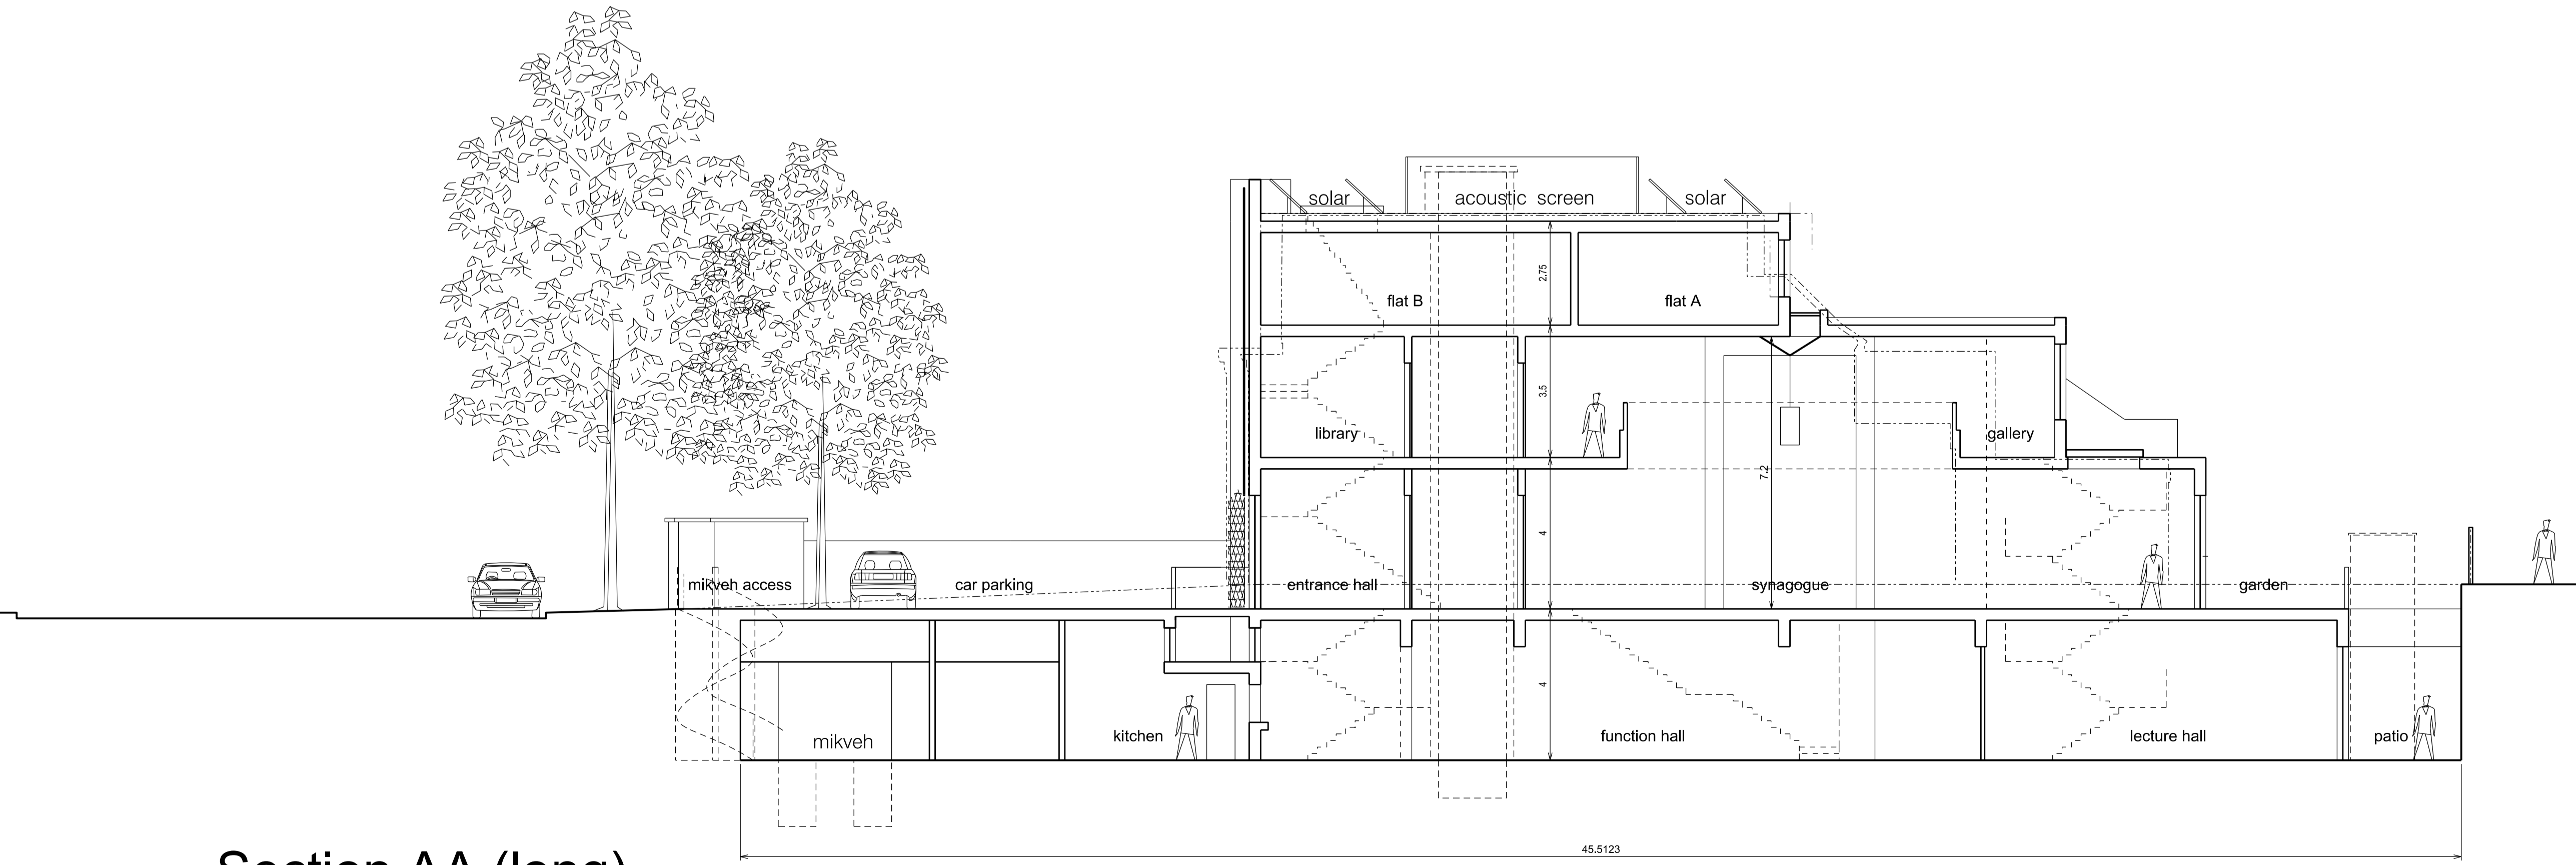 solar
acoustic screen
solar
2.75
flat B
flat A
3.5
library
gallery
7.2
4
mikveh access
car parking
entrance hall
synagogue
garden
4
mikveh
kitchen
function hall
lecture hall
patio
45.5123
Section AA (long)